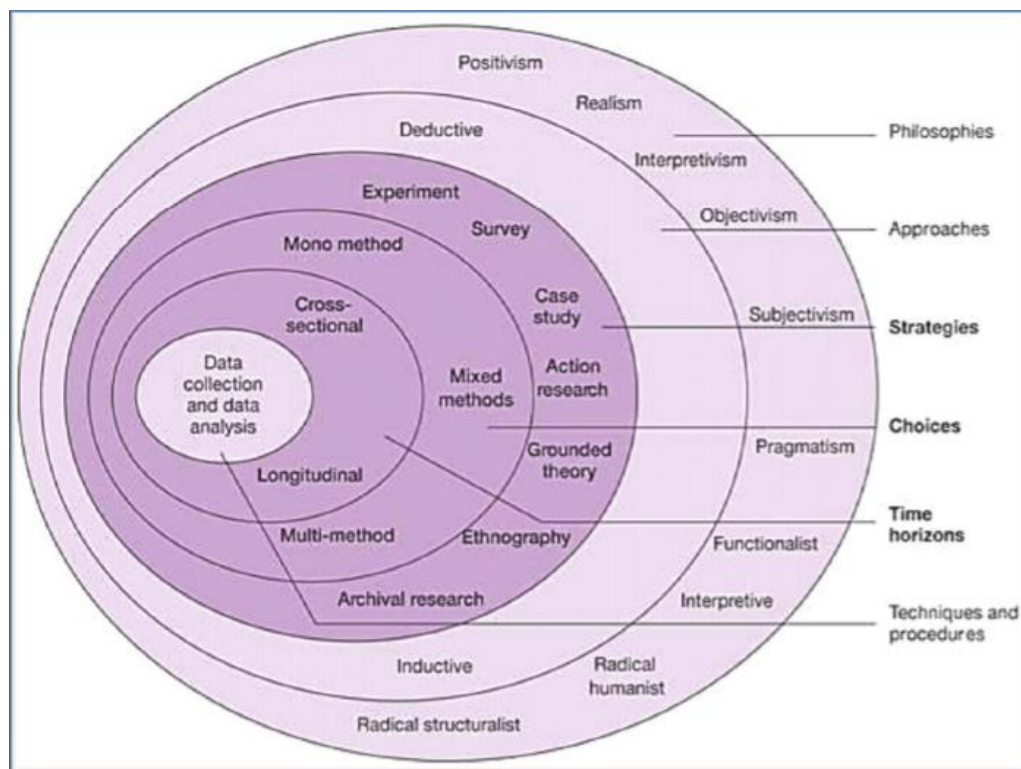 Positivism
Realism
Philosophies
Deductive
Interpretivism
Experiment
Objectivism
Survey
Approaches
Mono method
Cross-
sectional
Case
study
Subjectivism
Strategies
Data
collection
and data
analysis
Mixed
methods
Action
research
Choices
Grounded
theory
Pragmatism
Longitudinal
Time
horizons
Multi-method
Ethnography
Functionalist
Archival research
Interpretive
Techniques and
procedures
Inductive
Radical
humanist
Radical structuralist